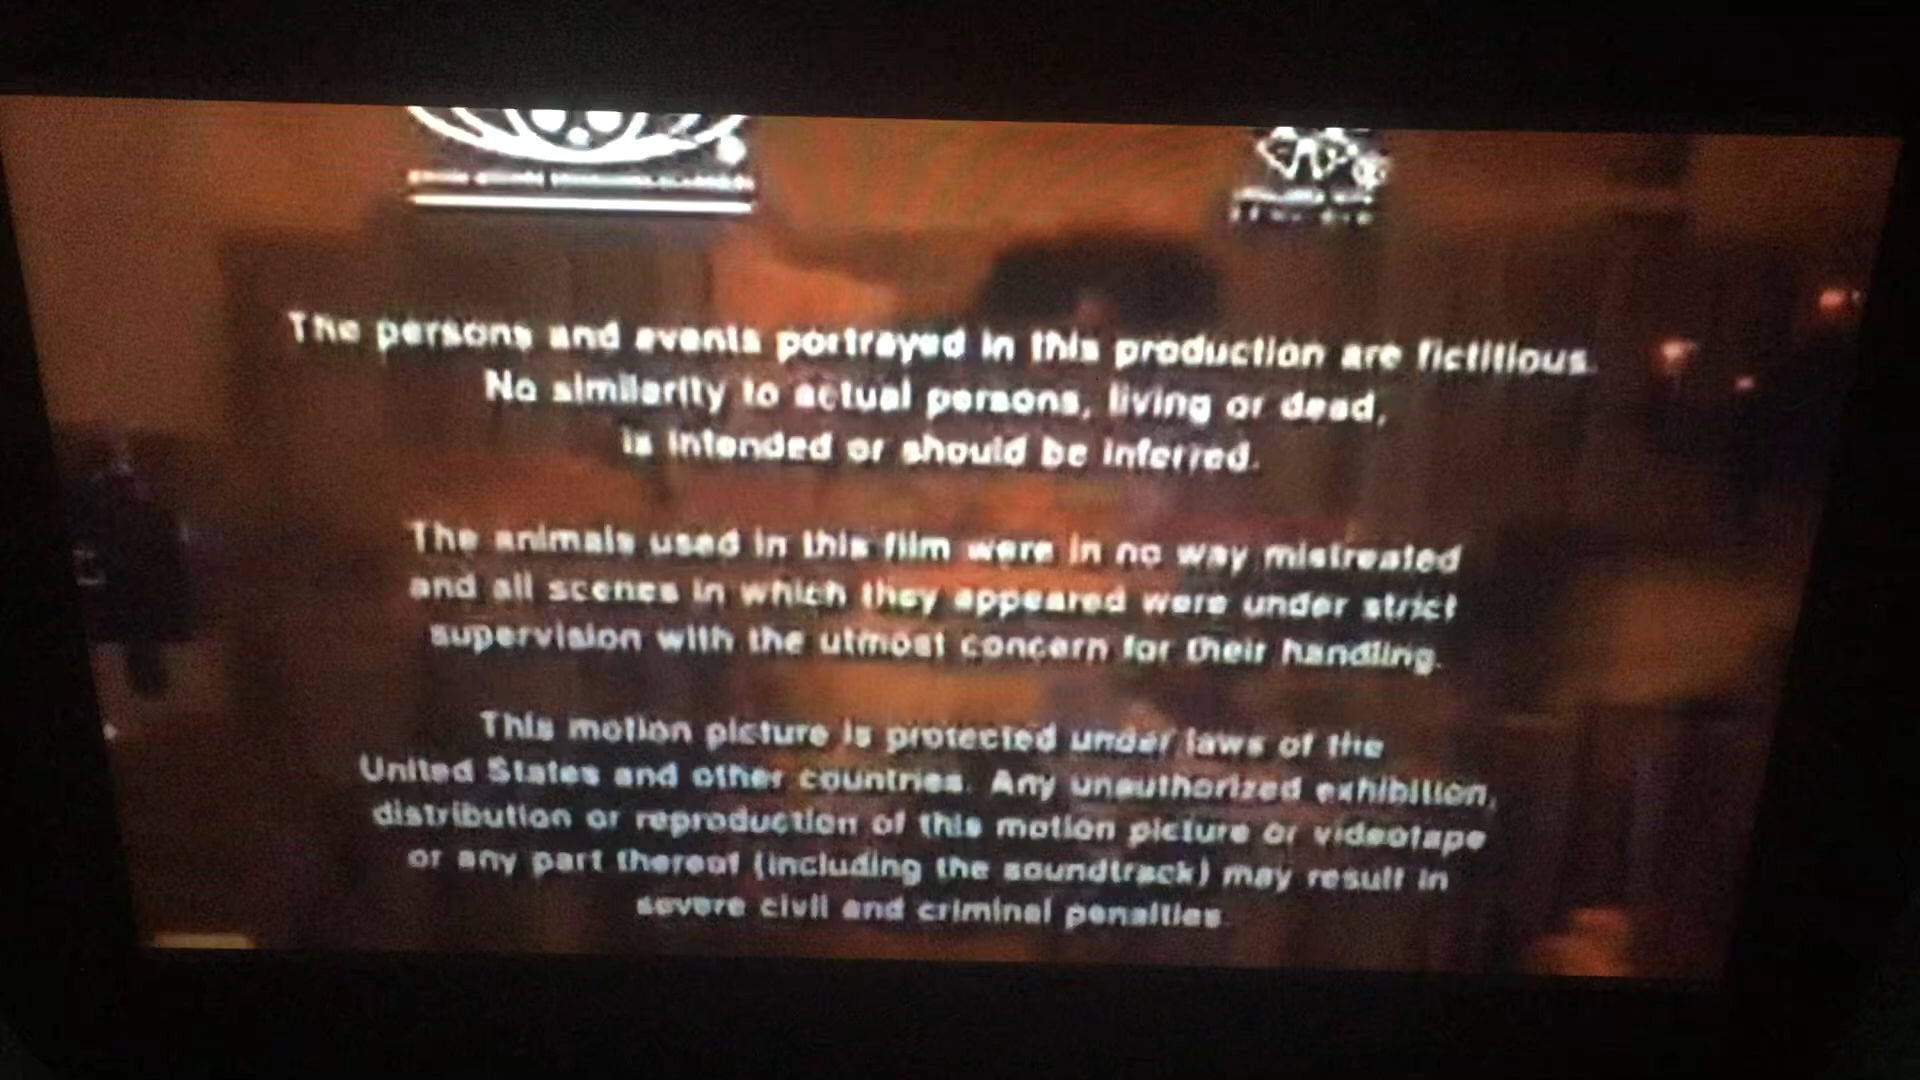 The persons and events portrayed in this production are fictitious.
No similarity to actual persons, living or dead,
is intended or should be inferred.
The animals used in this film were in no way mistreated
and all scenes in which they appeared were under strict
supervision with the utmost concern for their handling.
This motion picture is protected under laws of the
United States and other countries. Any unauthorized exhibition,
distribution or reproduction of this motion picture or videotape
or any part thereof (including the soundtrack) may result in
severe civil and criminal penalties.